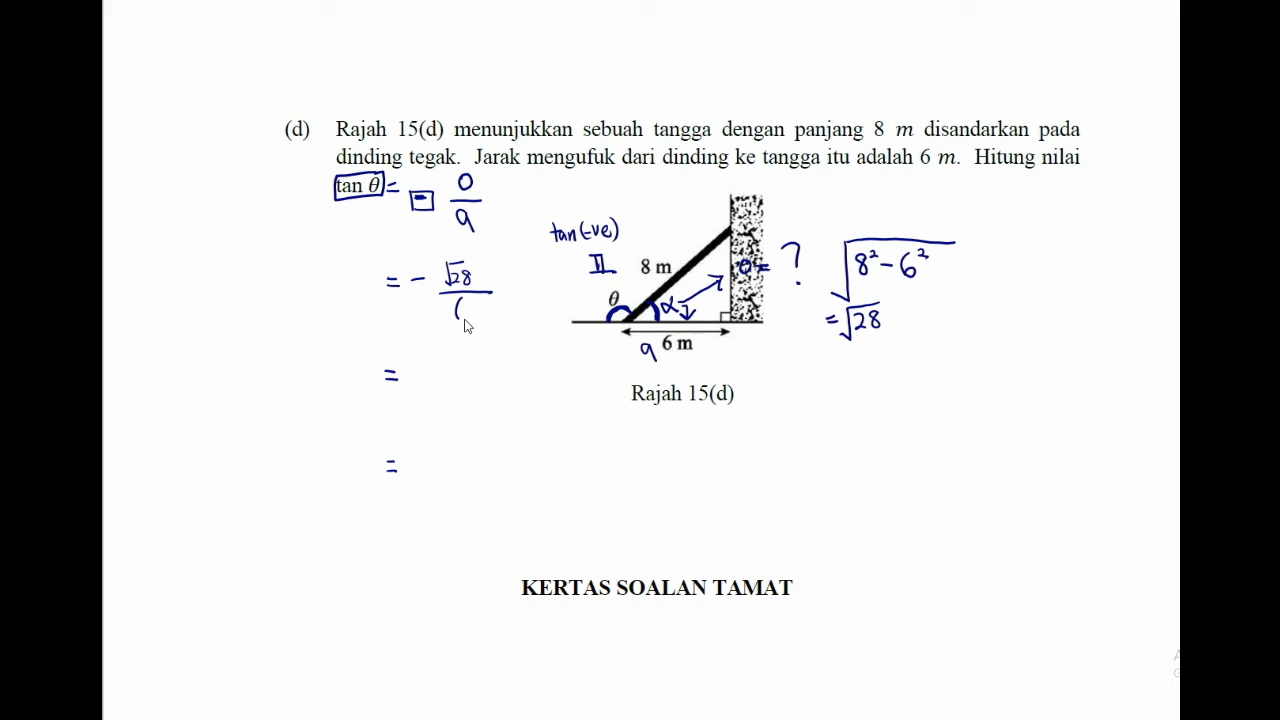 (d) Rajah 15(d) menunjukkan sebuah tangga dengan panjang 8 m disandarkan pada
dinding tegak. Jarak mengufuk dari dinding ke tangga itu adalah 6 m. Hitung nilai
tan θ = - o/a
tan(-ve)
II
8 m
o = ?
√8² - 6²
= - √28/(
θ
α
= √28
a 6 m
=
Rajah 15(d)
=
KERTAS SOALAN TAMAT